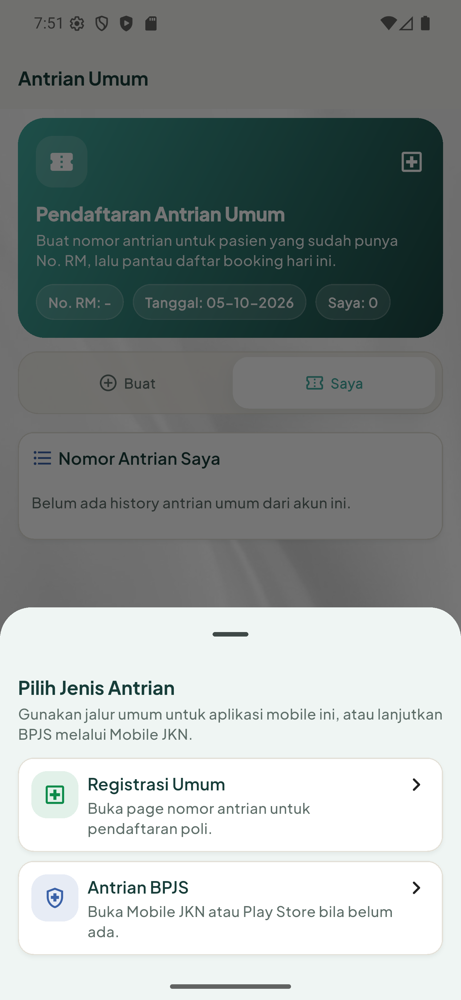 7:51
Antrian Umum
Pendaftaran Antrian Umum
Buat nomor antrian untuk pasien yang sudah punya
No. RM, lalu pantau daftar booking hari ini.
No. RM: -
Tanggal: 05-10-2026
Saya: 0
Buat
Saya
Nomor Antrian Saya
Belum ada history antrian umum dari akun ini.
Pilih Jenis Antrian
Gunakan jalur umum untuk aplikasi mobile ini, atau lanjutkan
BPJS melalui Mobile JKN.
Registrasi Umum
Buka page nomor antrian untuk
pendaftaran poli.
Antrian BPJS
Buka Mobile JKN atau Play Store bila belum
ada.